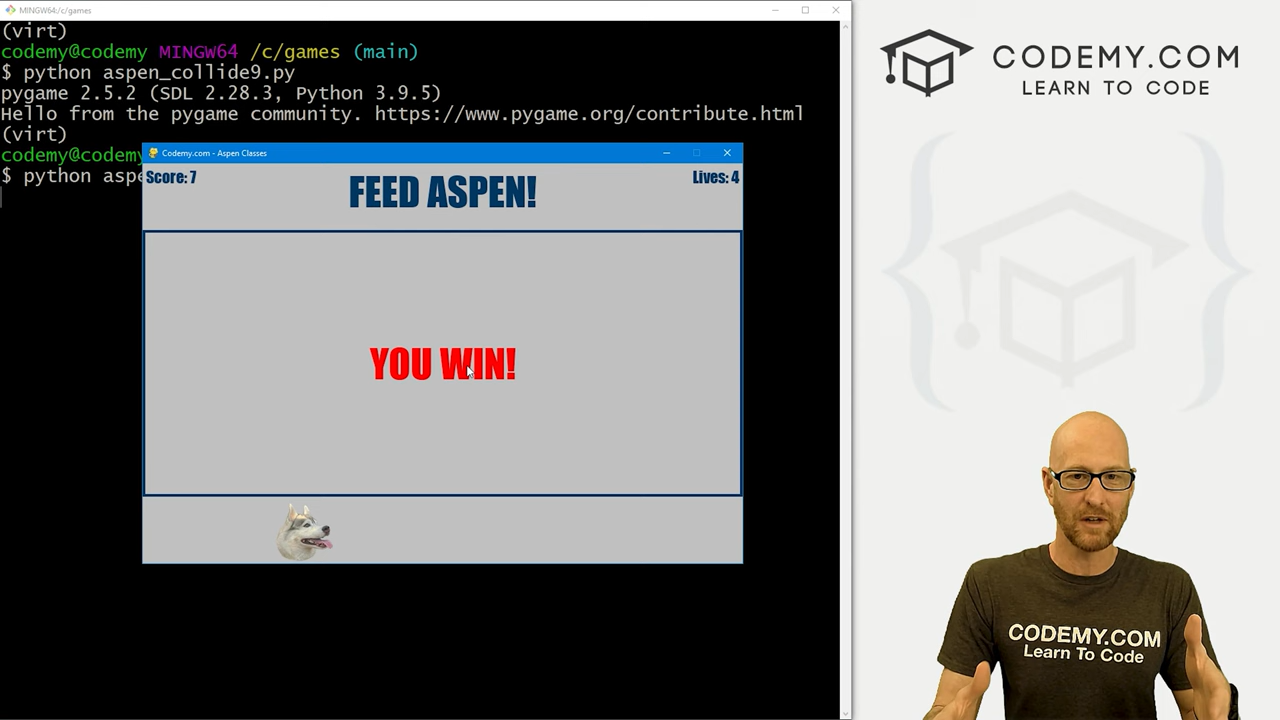 MINGW64:/c/games
(virt)
codemy@codemy MINGW64 /c/games (main)
$ python aspen_collide9.py
pygame 2.5.2 (SDL 2.28.3, Python 3.9.5)
Hello from the pygame community. https://www.pygame.org/contribute.html
(virt)
codemy@codemy
$ python aspe
Codemy.com - Aspen Classes
Score: 7
FEED ASPEN!
Lives: 4
YOU WIN!
CODEMY.COM
LEARN TO CODE
CODEMY.COM
Learn To Code